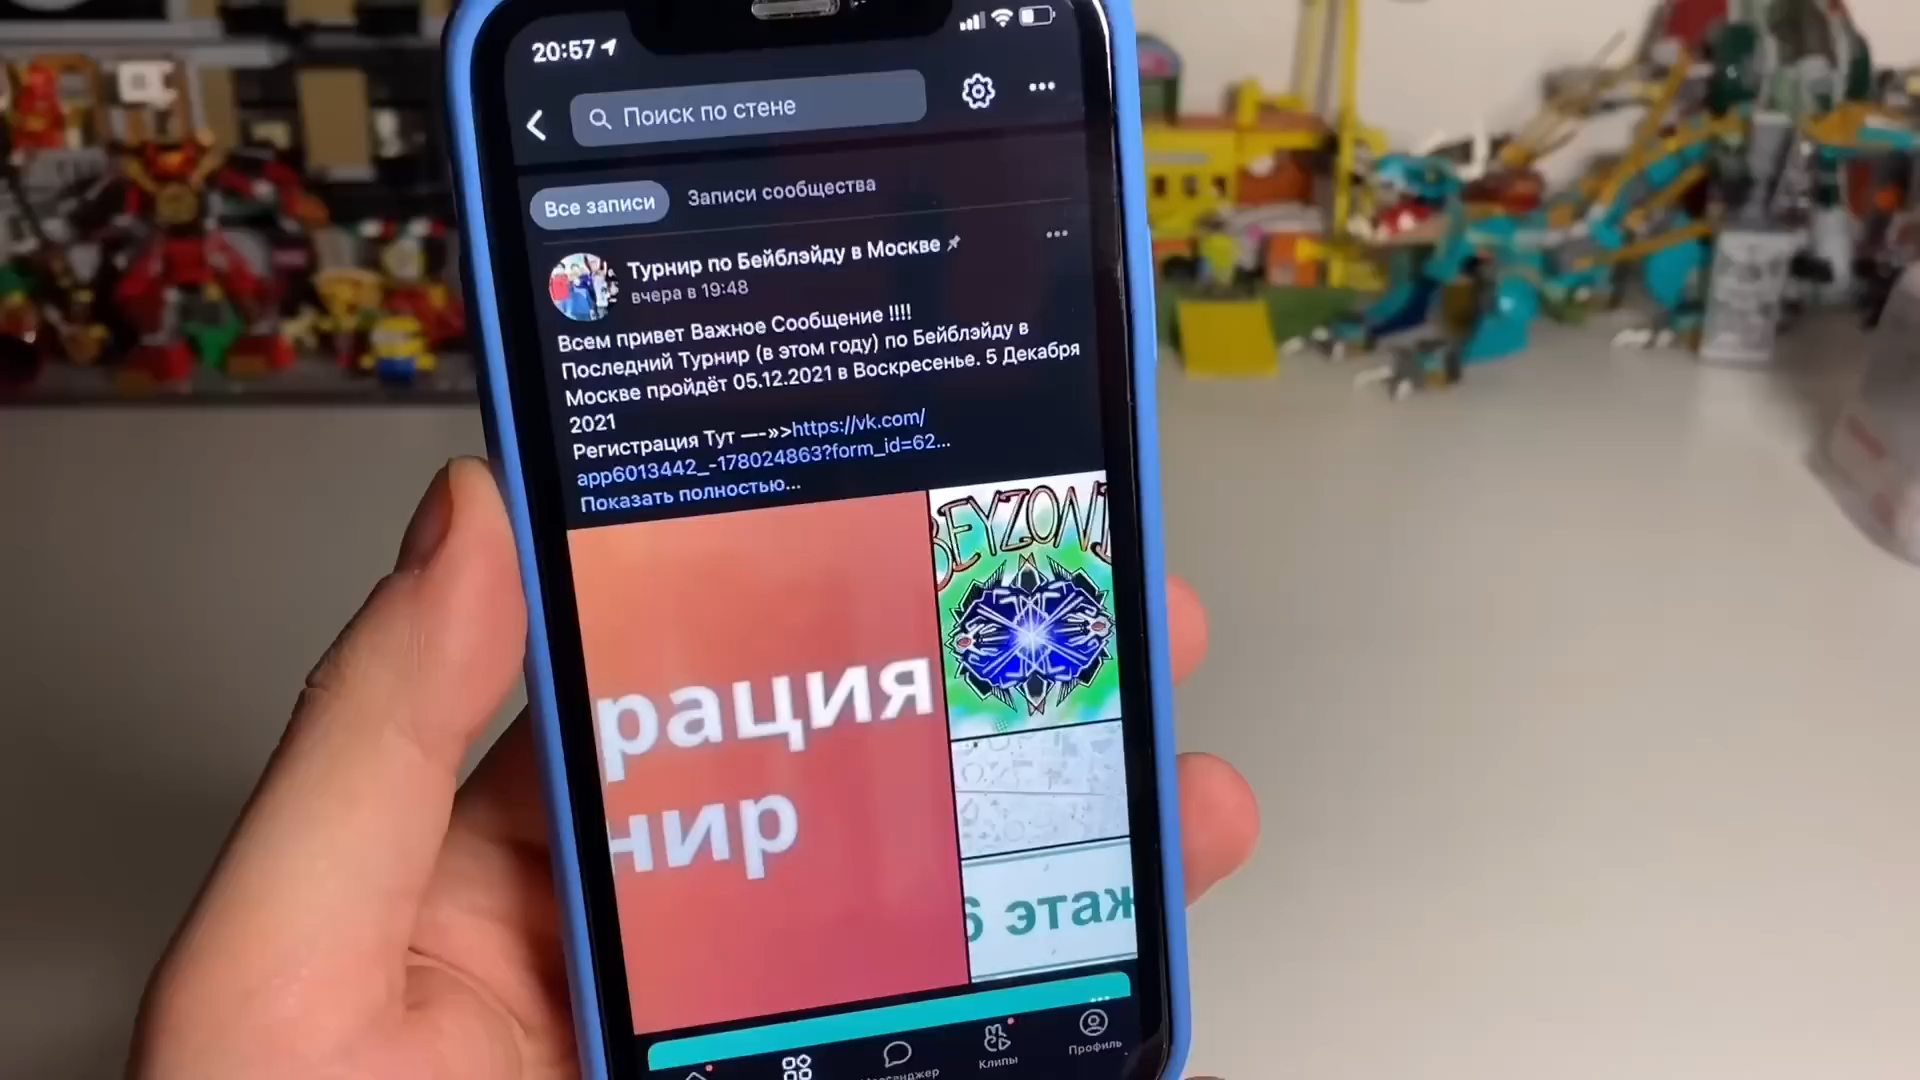 20:57
Поиск по стене
Все записи
Записи сообщества
Турнир по Бейблэйду в Москве
вчера в 19:48
Всем привет Важное Сообщение !!!!
Последний Турнир (в этом году) по Бейблэйду в
Москве пройдёт 05.12.2021 в Воскресенье. 5 Декабря
2021
Регистрация Тут —-»>https://vk.com/
app6013442_-178024863?form_id=62...
Показать полностью...
BEYZON
рация
нир
6 этаж
Клипы
Профиль